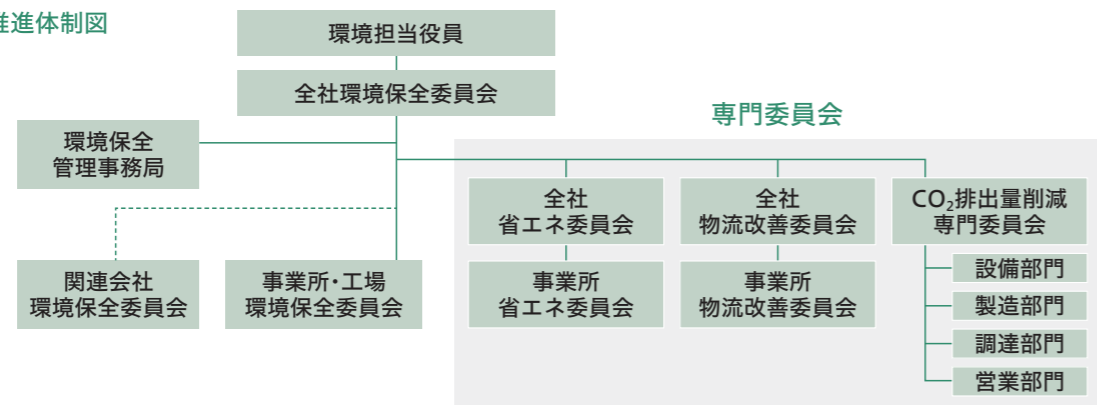 推進体制図
環境担当役員
全社環境保全委員会
専門委員会
環境保全
管理事務局
全社
省エネ委員会
全社
物流改善委員会
CO₂排出量削減
専門委員会
関連会社
環境保全委員会
事業所・工場
環境保全委員会
事業所
省エネ委員会
事業所
物流改善委員会
設備部門
製造部門
調達部門
営業部門